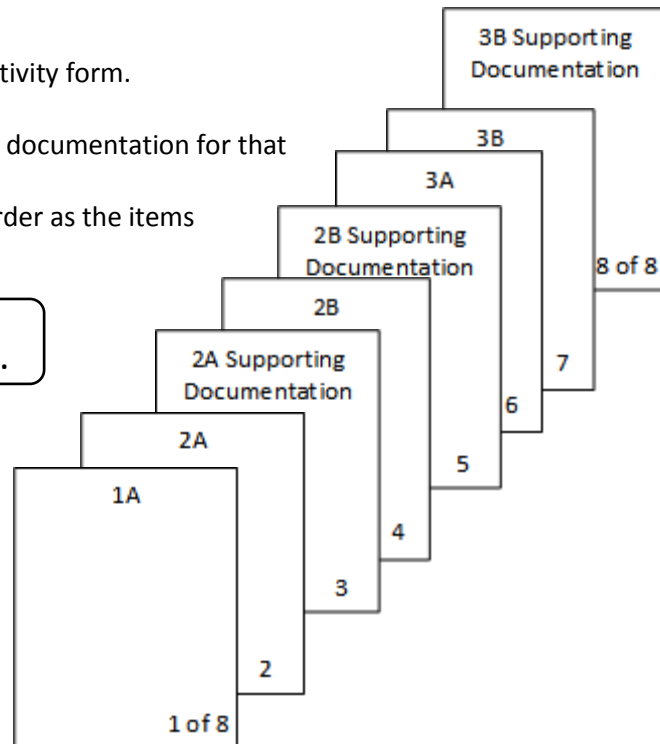 tivity form.
documentation for that
rder as the items
.
3B Supporting
Documentation
8 of 8
3B
7
3A
6
2B Supporting
Documentation
5
2B
4
2A Supporting
Documentation
3
2A
2
1A
1 of 8